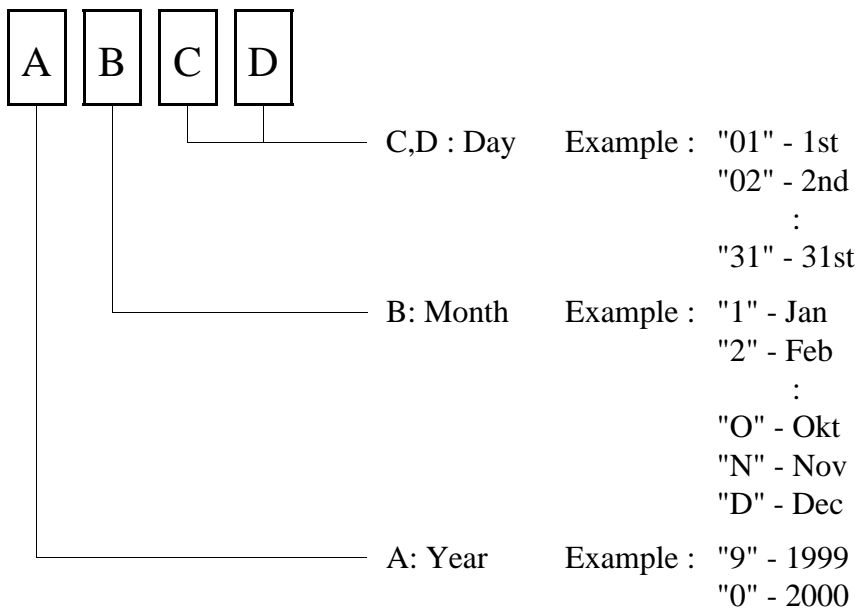 A B C D
C,D : Day Example : "01" - 1st
"02" - 2nd
:
"31" - 31st
B: Month Example : "1" - Jan
"2" - Feb
:
"O" - Okt
"N" - Nov
"D" - Dec
A: Year Example : "9" - 1999
"0" - 2000